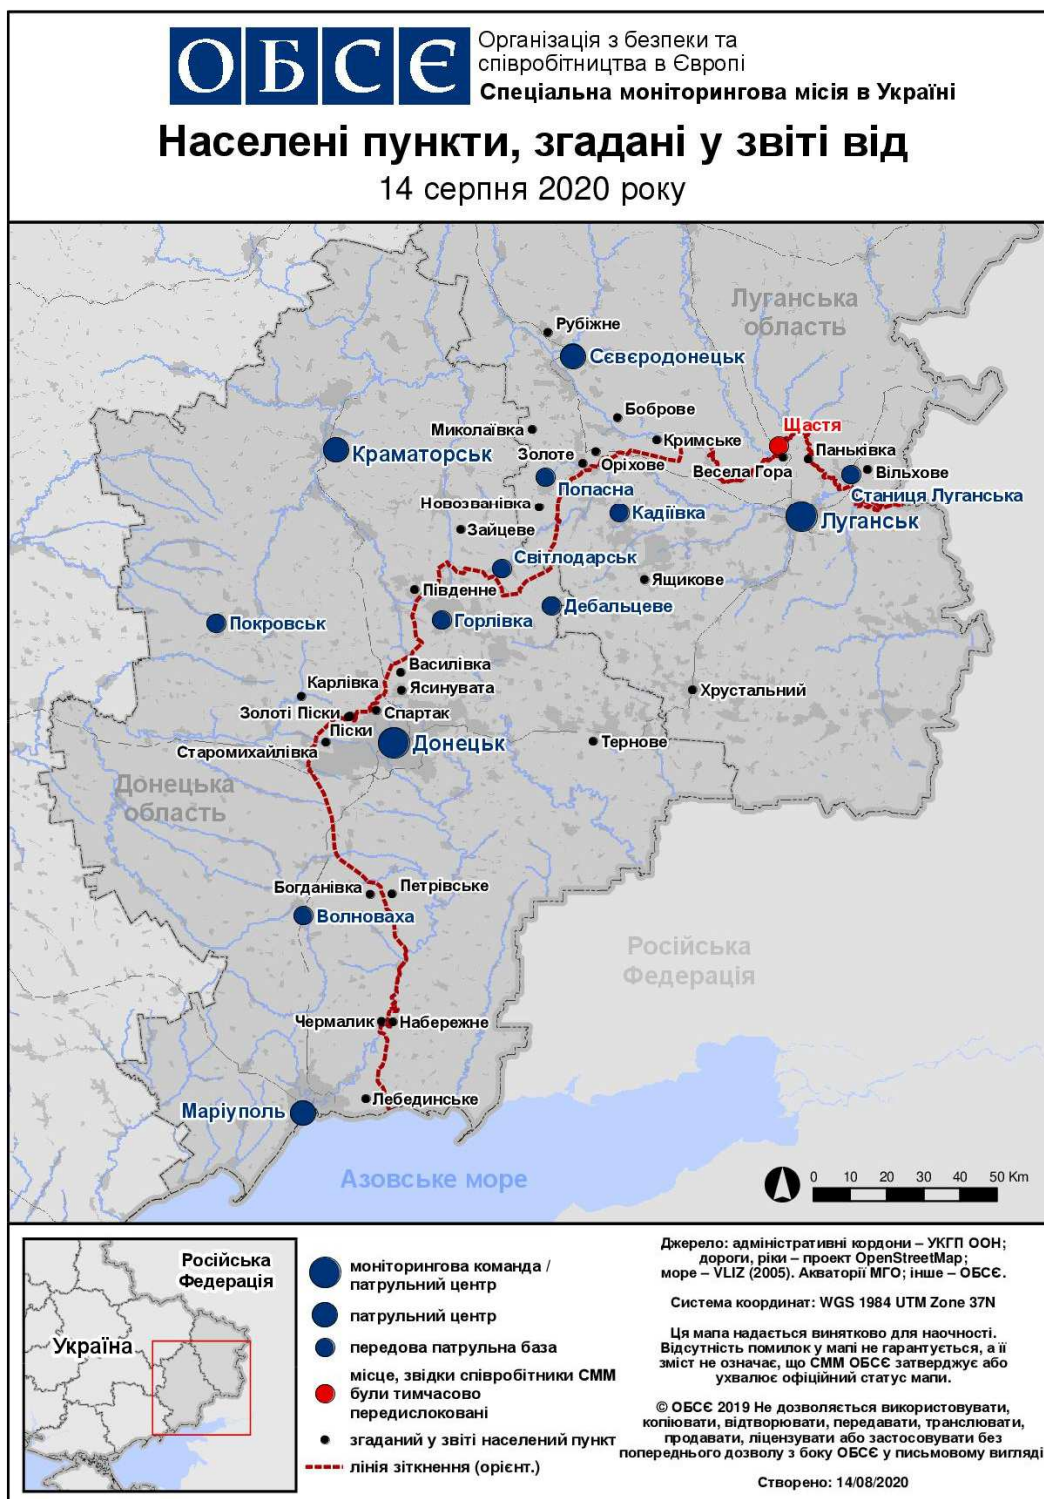 ОБСЄ
Організація з безпеки та
співробітництва в Європі
Спеціальна моніторингова місія в Україні
Населені пункти, згадані у звіті від
14 серпня 2020 року
Луганська
область
Рубіжне
Сєвєродонецьк
Боброве
Миколаївка
Кримське
Щастя
Краматорськ
Золоте
Оріхове
Весела Гора
Паньківка
Вільхове
Попасна
Станиця Луганська
Новозванівка
Кадіївка
Луганськ
Зайцеве
Світлодарськ
Південне
Ящикове
Дебальцеве
Покровськ
Горлівка
Василівка
Карлівка
Ясинувата
Хрустальний
Золоті Піски
Спартак
Піски
Старомихайлівка
Донецьк
Тернове
Донецька
область
Богданівка
Петрівське
Волноваха
Російська
Федерація
Чермалик
Набережне
Лебединське
Маріуполь
Азовське море
0 10 20 30 40 50 Km
Російська
Федерація
Україна
моніторингова команда /
патрульний центр
патрульний центр
передова патрульна база
місце, звідки співробітники СММ
були тимчасово
передислоковані
згаданий у звіті населений пункт
лінія зіткнення (орієнт.)
Джерело: адміністративні кордони – УКГП ООН;
дороги, ріки – проект OpenStreetMap;
море – VLIZ (2005). Акваторії МГО; інше – ОБСЄ.
Система координат: WGS 1984 UTM Zone 37N
Ця мапа надається винятково для наочності.
Відсутність помилок у мапі не гарантується, а її
зміст не означає, що СММ ОБСЄ затверджує або
ухвалює офіційний статус мапи.
© ОБСЄ 2019 Не дозволяється використовувати,
копіювати, відтворювати, передавати, транслювати,
продавати, ліцензувати або застосовувати без
попереднього дозволу з боку ОБСЄ у письмовому вигляді
Створено: 14/08/2020